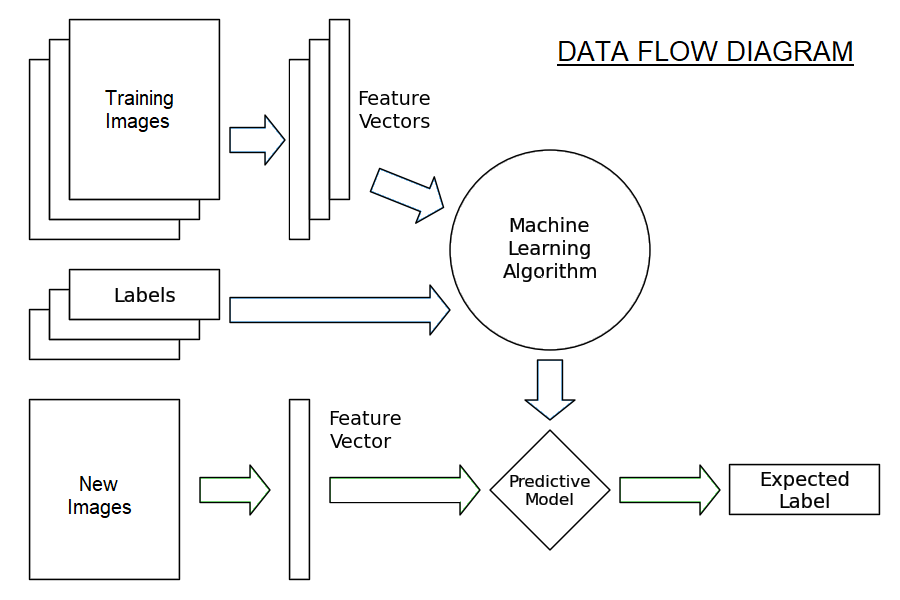 DATA FLOW DIAGRAM
Training
Images
Feature
Vectors
Machine
Learning
Algorithm
Labels
New
Images
Feature
Vector
Predictive
Model
Expected
Label